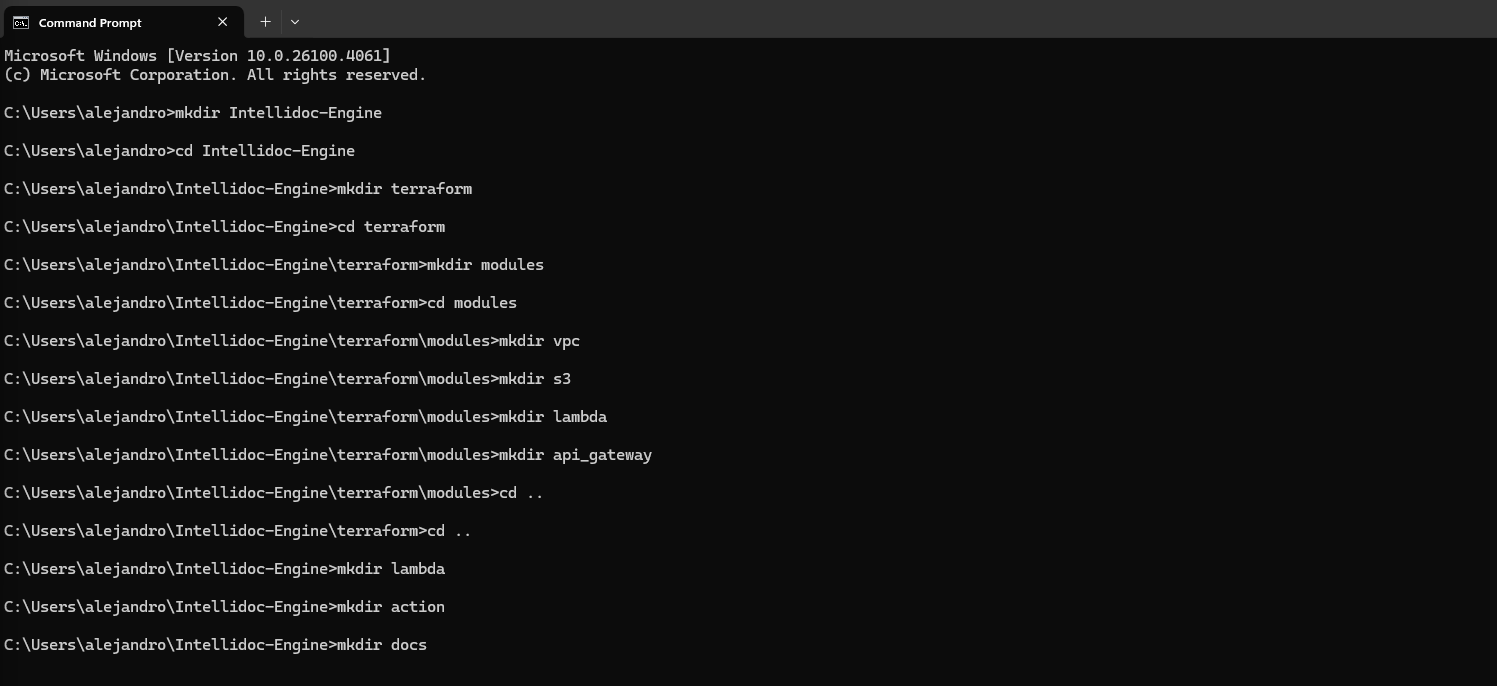 Command Prompt
Microsoft Windows [Version 10.0.26100.4061]
(c) Microsoft Corporation. All rights reserved.
C:\Users\alejandro>mkdir Intellidoc-Engine
C:\Users\alejandro>cd Intellidoc-Engine
C:\Users\alejandro\Intellidoc-Engine>mkdir terraform
C:\Users\alejandro\Intellidoc-Engine>cd terraform
C:\Users\alejandro\Intellidoc-Engine\terraform>mkdir modules
C:\Users\alejandro\Intellidoc-Engine\terraform>cd modules
C:\Users\alejandro\Intellidoc-Engine\terraform\modules>mkdir vpc
C:\Users\alejandro\Intellidoc-Engine\terraform\modules>mkdir s3
C:\Users\alejandro\Intellidoc-Engine\terraform\modules>mkdir lambda
C:\Users\alejandro\Intellidoc-Engine\terraform\modules>mkdir api_gateway
C:\Users\alejandro\Intellidoc-Engine\terraform\modules>cd ..
C:\Users\alejandro\Intellidoc-Engine\terraform>cd ..
C:\Users\alejandro\Intellidoc-Engine>mkdir lambda
C:\Users\alejandro\Intellidoc-Engine>mkdir action
C:\Users\alejandro\Intellidoc-Engine>mkdir docs